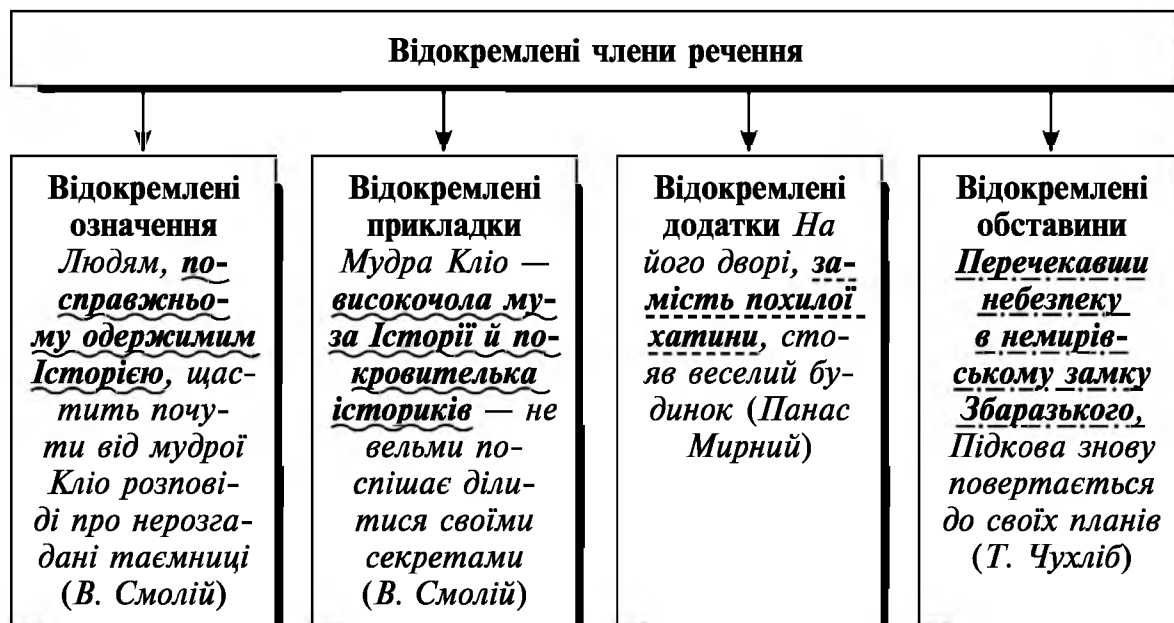 Відокремлені члени речення
Відокремлені
означення
Людям, по-
справжньо-
му одержимим
Історією, щас-
тить почу-
ти від мудрої
Кліо розпові-
ді про нерозга-
дані таємниці
(В. Смолій)
Відокремлені
прикладки
Мудра Кліо —
височола му-
за Історії й по-
кровителька
істориків — не
вельми по-
спішає діли-
тися своїми
секретами
(В. Смолій)
Відокремлені
додатки На
його дворі, за-
мість похилої
хатини, сто-
яв веселий бу-
динок (Панас
Мирний)
Відокремлені
обставини
Перечекавши
небезпеку
в немирів-
ському замку
Збаразького,
Підкова знову
повертається
до своїх планів
(Т. Чухліб)